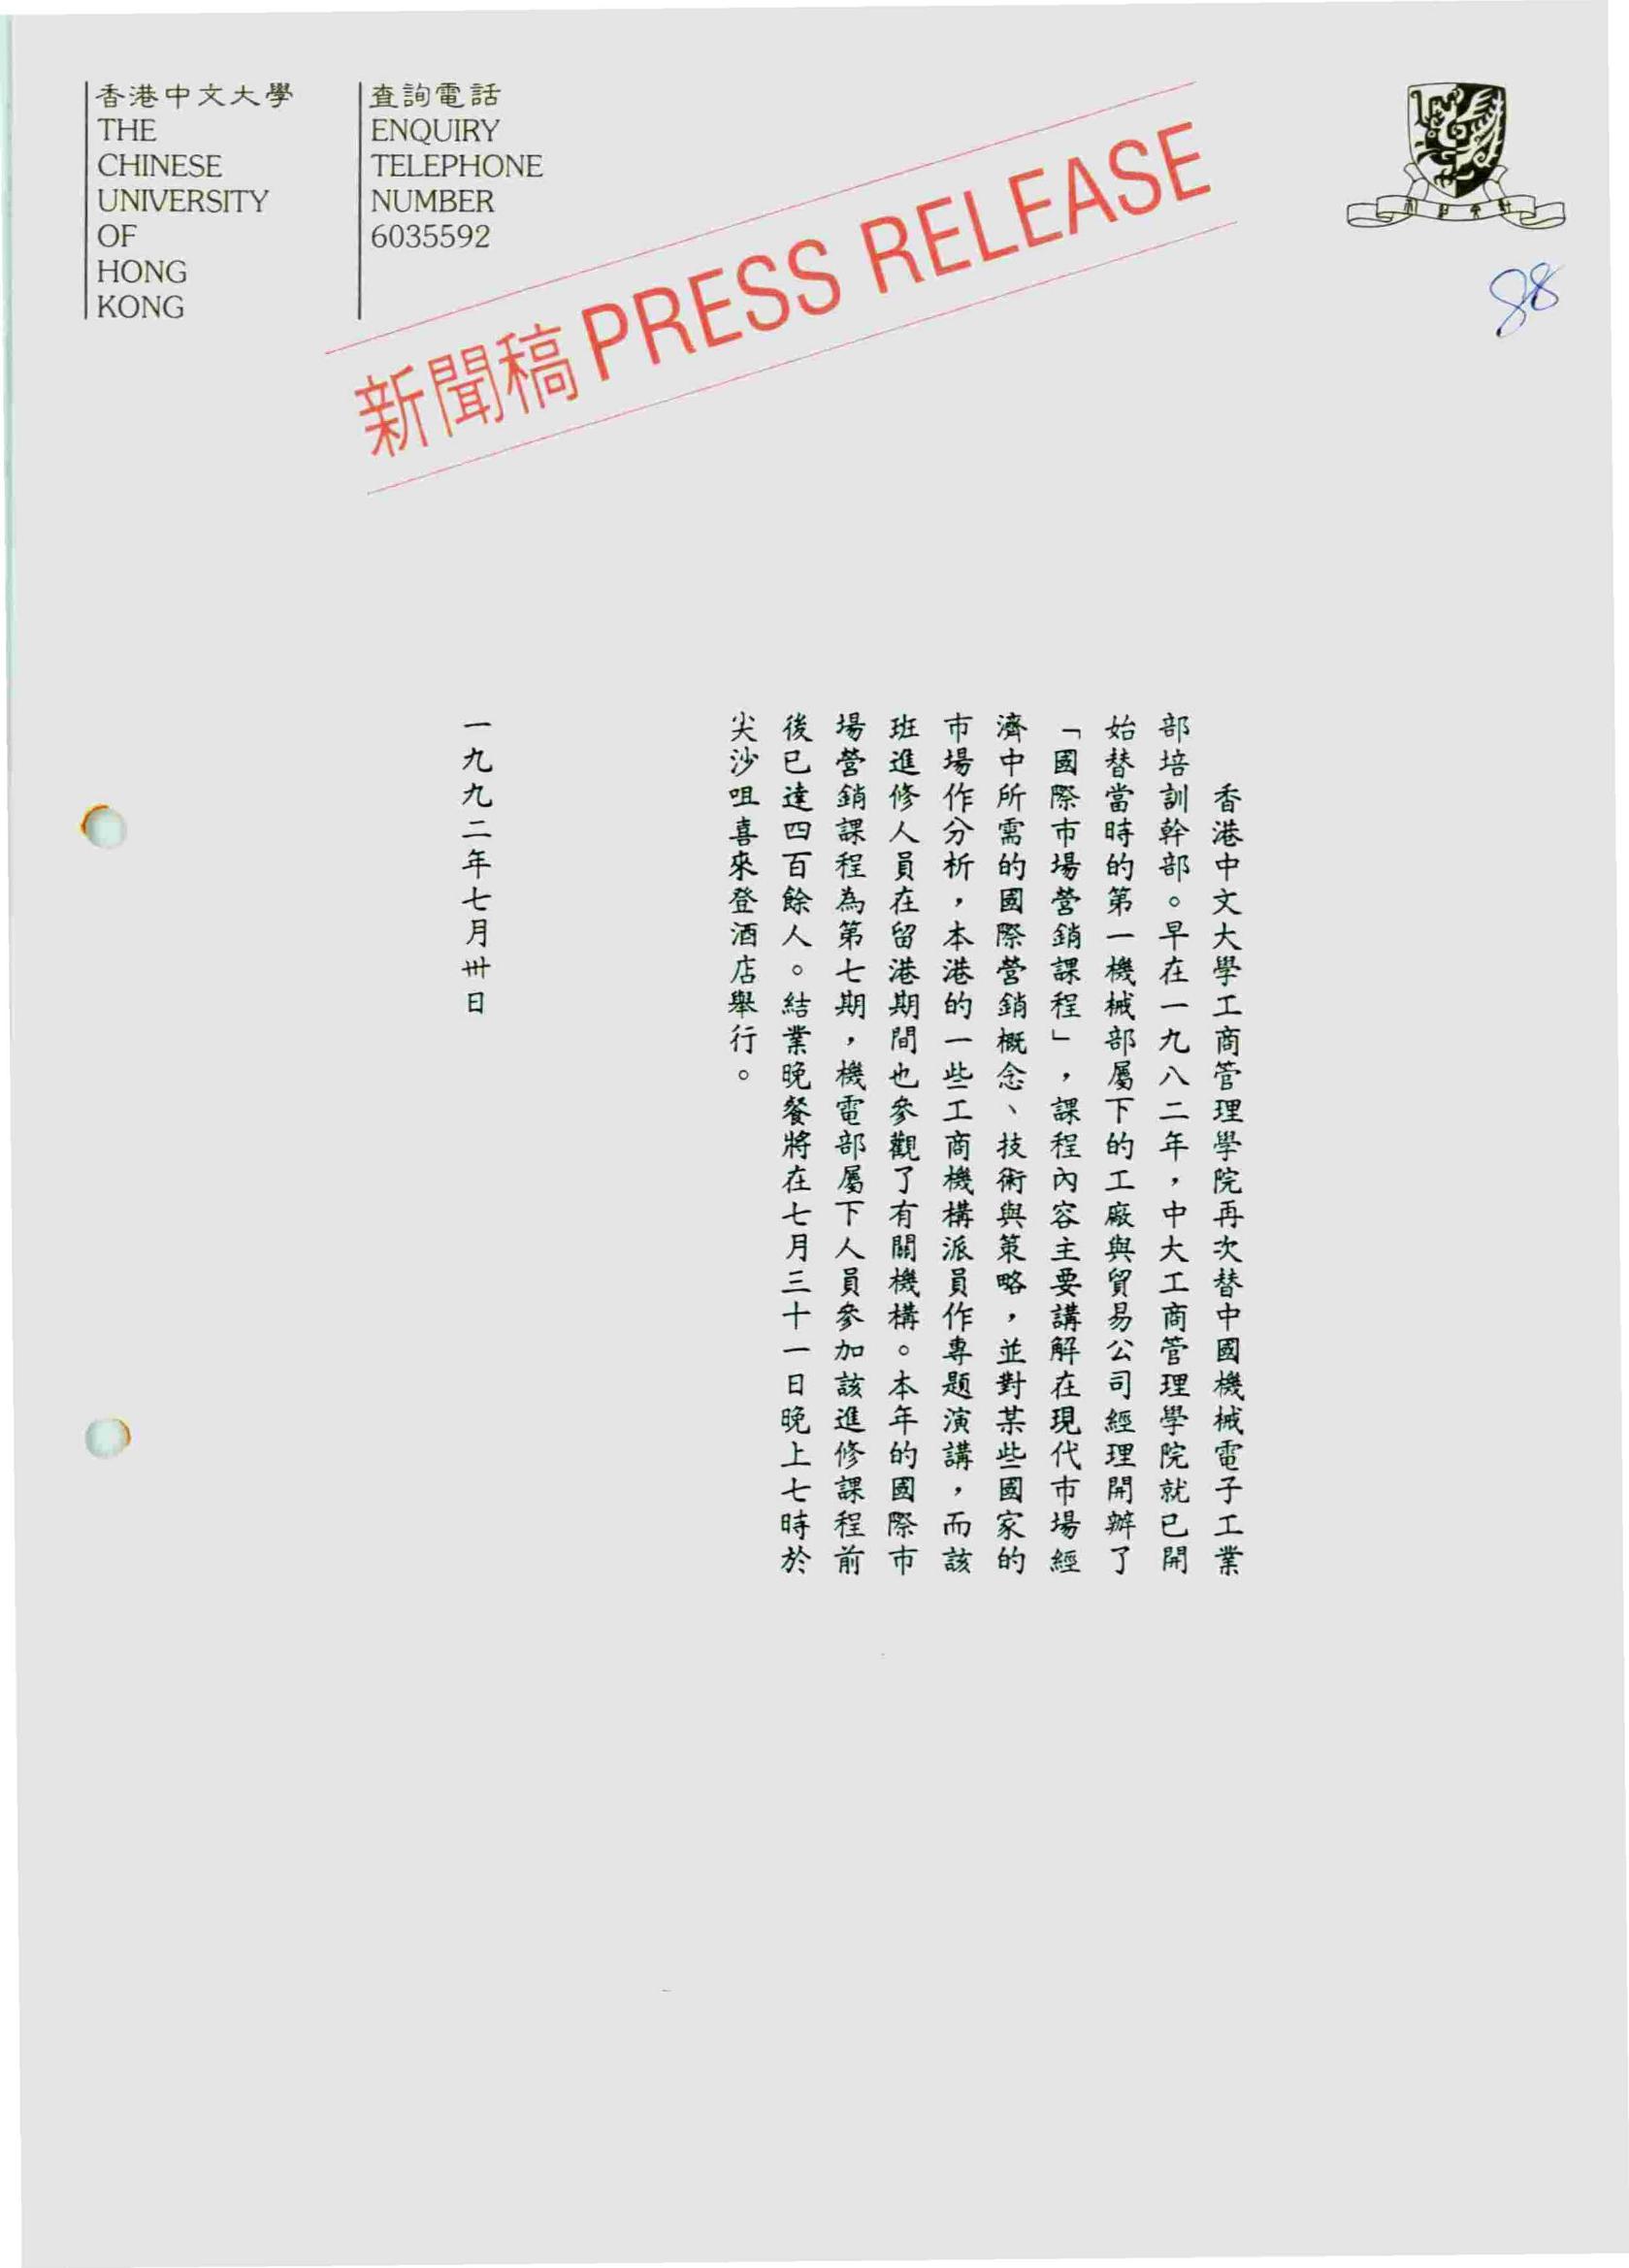 香港中文大學
THE
CHINESE
UNIVERSITY
OF
HONG
KONG
查詢電話
ENQUIRY
TELEPHONE
NUMBER
6035592
新聞稿 PRESS RELEASE
88
香港中文大學工商管理學院再次替中國機械電子工業
部培訓幹部。早在一九八二年，中大工商管理學院就已開
始替當時的第一機械部屬下的工廠與貿易公司經理開辦了
「國際市場營銷課程」，課程內容主要講解在現代市場經
濟中所需的國際營銷概念、技術與策略，並對某些國家的
市場作分析，本港的一些工商機構派員作專題演講，而該
班進修人員在留港期間也參觀了有關機構。本年的國際市
場營銷課程為第七期，機電部屬下人員參加該進修課程前
後已達四百餘人。結業晚餐將在七月三十一日晚上七時於
尖沙咀喜來登酒店舉行。
一九九二年七月卅日